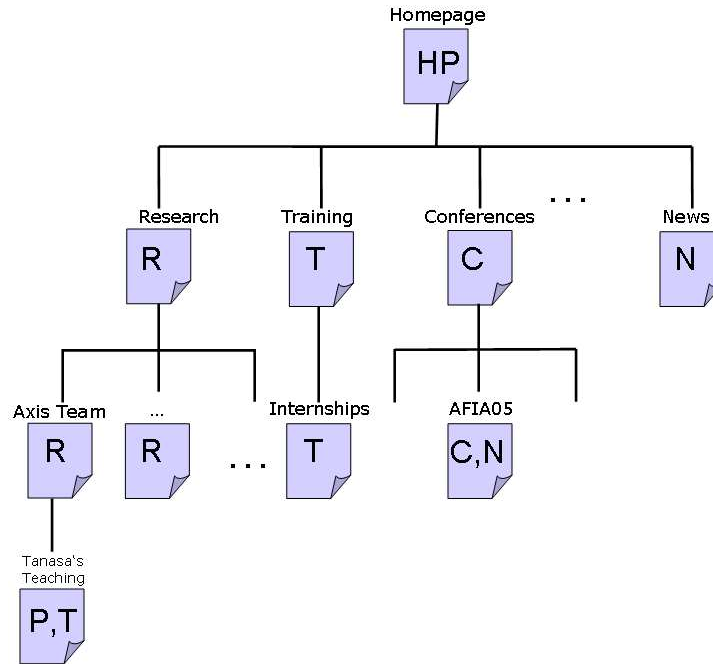 Homepage
HP
...
Research
Training
Conferences
News
R
T
C
N
Axis Team
...
Internships
AFIA05
R
R
...
T
C,N
Tanasa's
Teaching
P,T